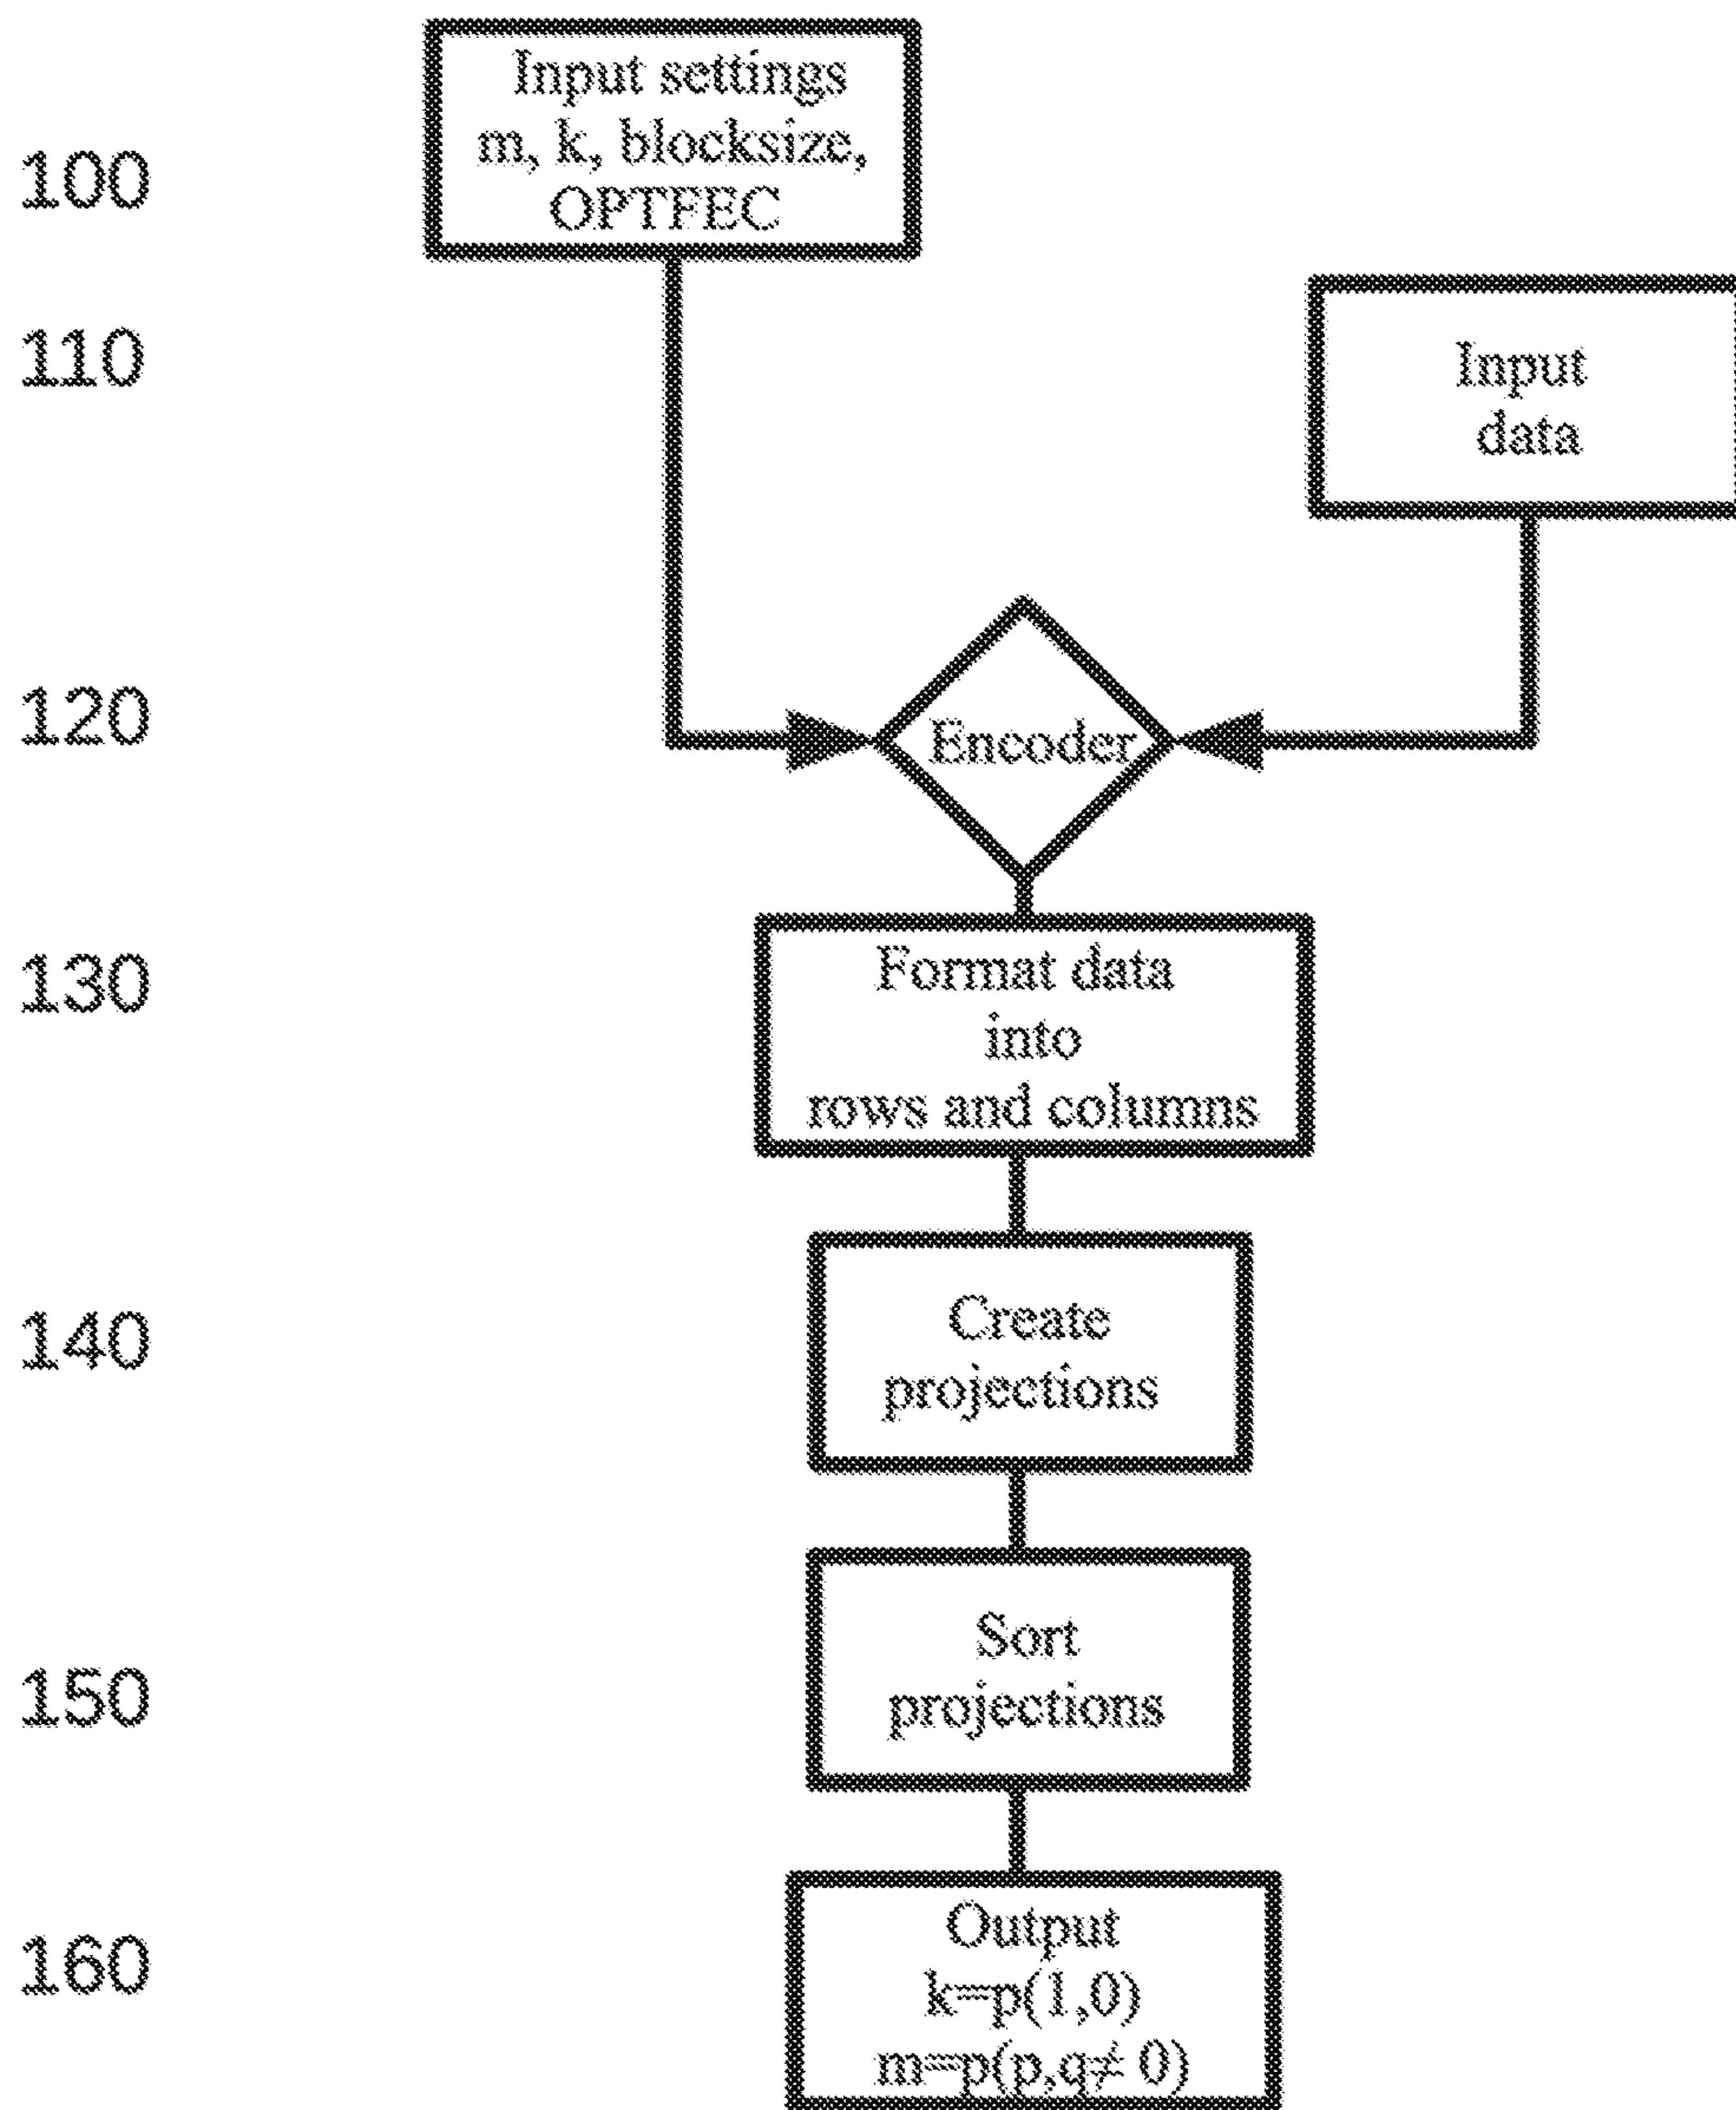 100
Input settings
m, k, blocksize,
OPTFEC
110
Input
data
120
Encoder
130
Format data
into
rows and columns
140
Create
projections
150
Sort
projections
160
Output
k=p(1,0)
m=p(p,q≠ 0)